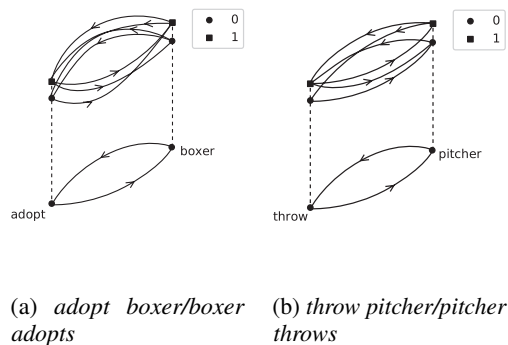 0
1
boxer
adopt
0
1
pitcher
throw
(a) adopt boxer/boxer
adopts
(b) throw pitcher/pitcher
throws